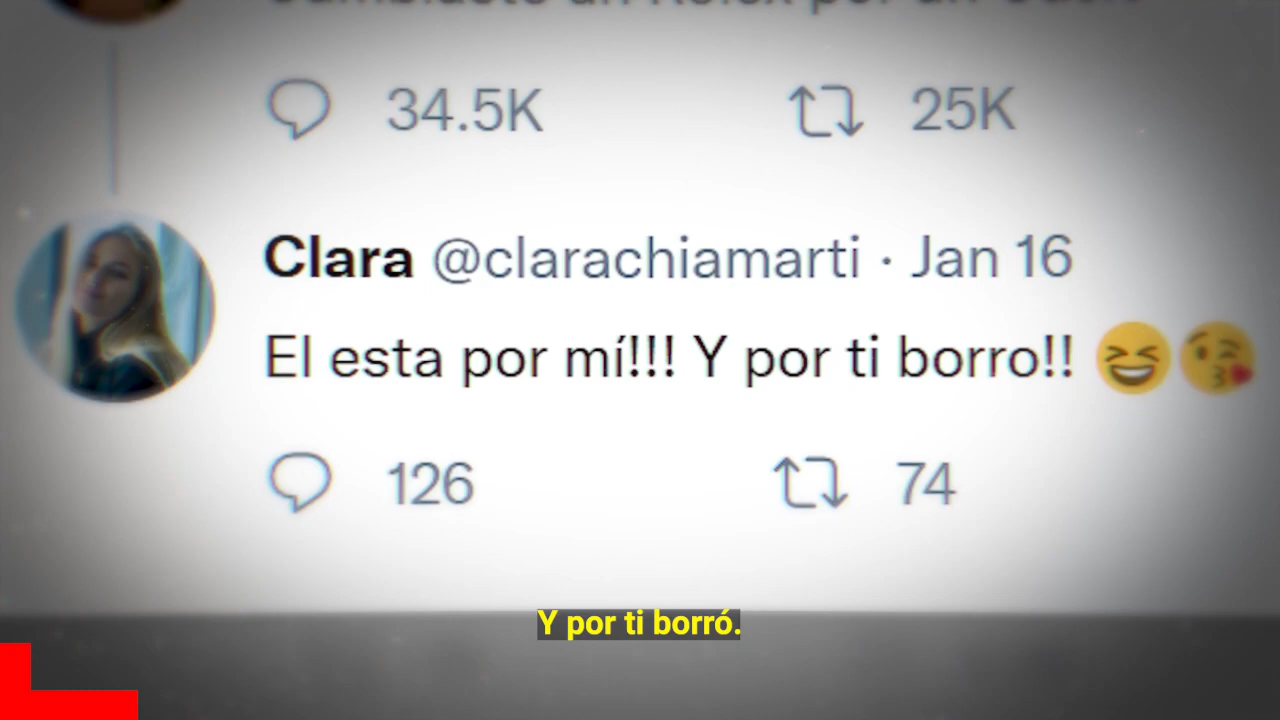 34.5K 25K
Clara @clarachiamarti · Jan 16
El esta por mí!!! Y por ti borro!! 😆😘
126 74
Y por ti borró.